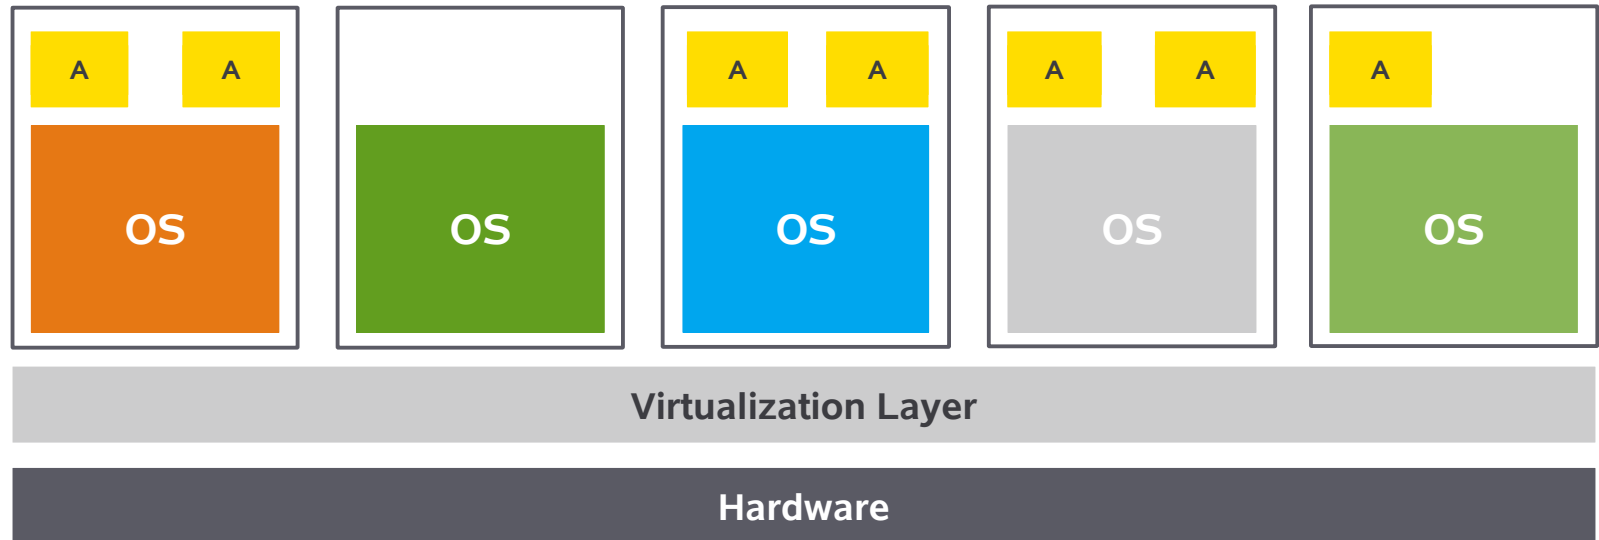 A A A A A A A
OS OS OS OS OS
Virtualization Layer
Hardware